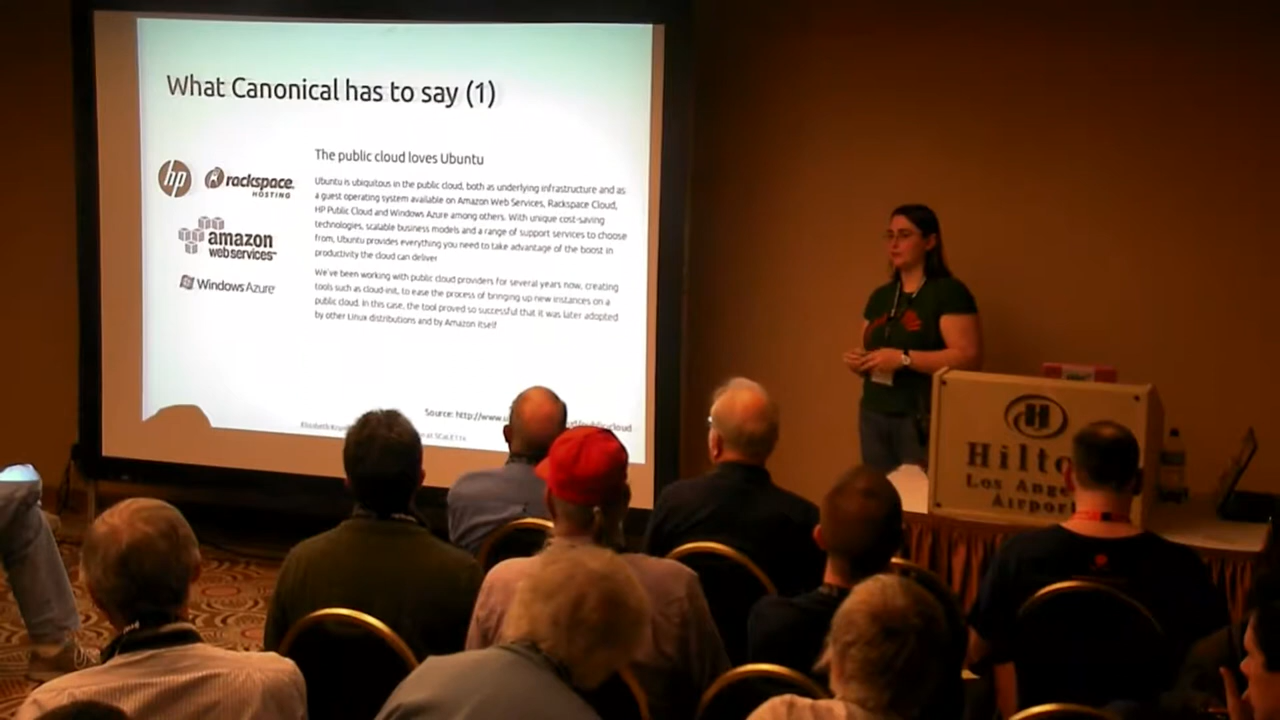 What Canonical has to say (1)
hp
rackspace
HOSTING
amazon
webservices™
Windows Azure™
The public cloud loves Ubuntu
Ubuntu is ubiquitous in the public cloud, both as underlying infrastructure and as
a guest operating system available on Amazon Web Services, Rackspace Cloud,
HP Public Cloud and Windows Azure among others. With unique cost-saving
technologies, scalable business models and a range of support services to choose
from, Ubuntu provides everything you need to take advantage of the boost in
productivity the cloud can deliver
We've been working with public cloud providers for several years now, creating
tools such as cloud-init, to ease the process of bringing up new instances on a
public cloud. In this case, the tool proved so successful that it was later adopted
by other Linux distributions and by Amazon itself
Source: http://www.u
cloud
Elizabeth
at SCaLE11x
H
Hilto
Los Ange
Airport